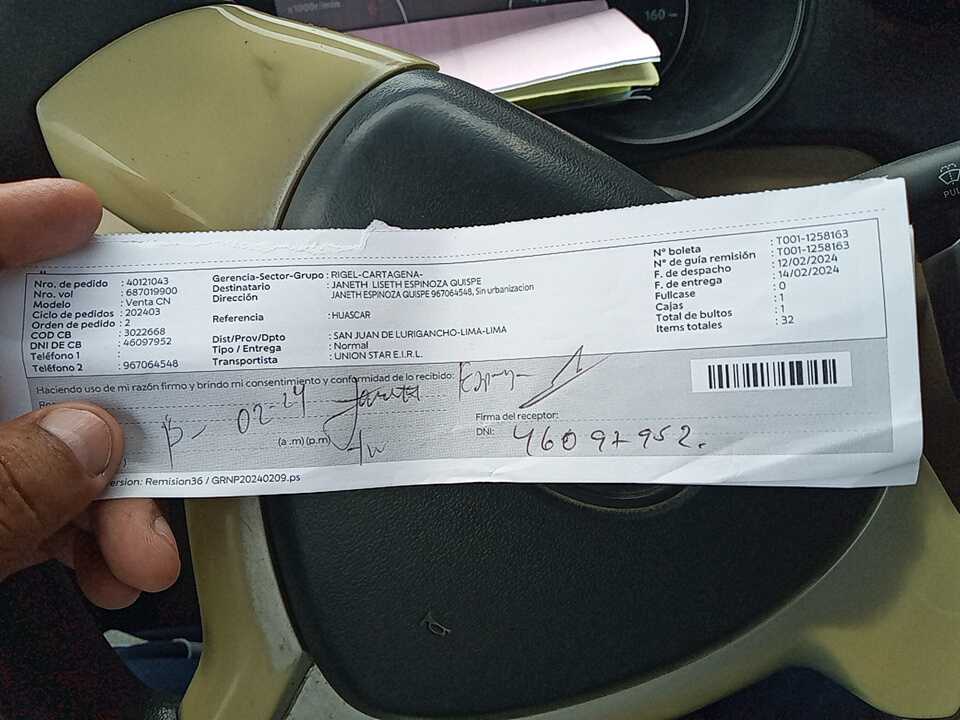 x1000r/min
160
Nro. de pedido : 40121043
Nro. vol : 687019900
Modelo : Venta CN
Ciclo de pedidos : 202403
Orden de pedido : 2
COD CB : 3022668
DNI DE CB : 46097952
Teléfono 1 :
Teléfono 2 : 967064548
Gerencia-Sector-Grupo : RIGEL-CARTAGENA-
Destinatario : JANETH LISETH ESPINOZA QUISPE
Dirección : JANETH ESPINOZA QUISPE 967064548, Sin urbanizacion
Referencia : HUASCAR
Dist/Prov/Dpto : SAN JUAN DE LURIGANCHO-LIMA-LIMA
Tipo / Entrega : Normal
Transportista : UNION STAR E.I.R.L.
N° boleta : T001-1258163
N° de guía remisión : T001-1258163
F. de despacho : 12/02/2024
F. de entrega : 14/02/2024
Fullcase : 0
Cajas : 1
Total de bultos : 1
Items totales : 32
Haciendo uso de mi razón firmo y brindo mi consentimiento y conformidad de lo recibido:
02-24
(a .m) (p.m)
Firma del receptor:
DNI: 46097952.
ersion: Remision36 / GRNP20240209.ps